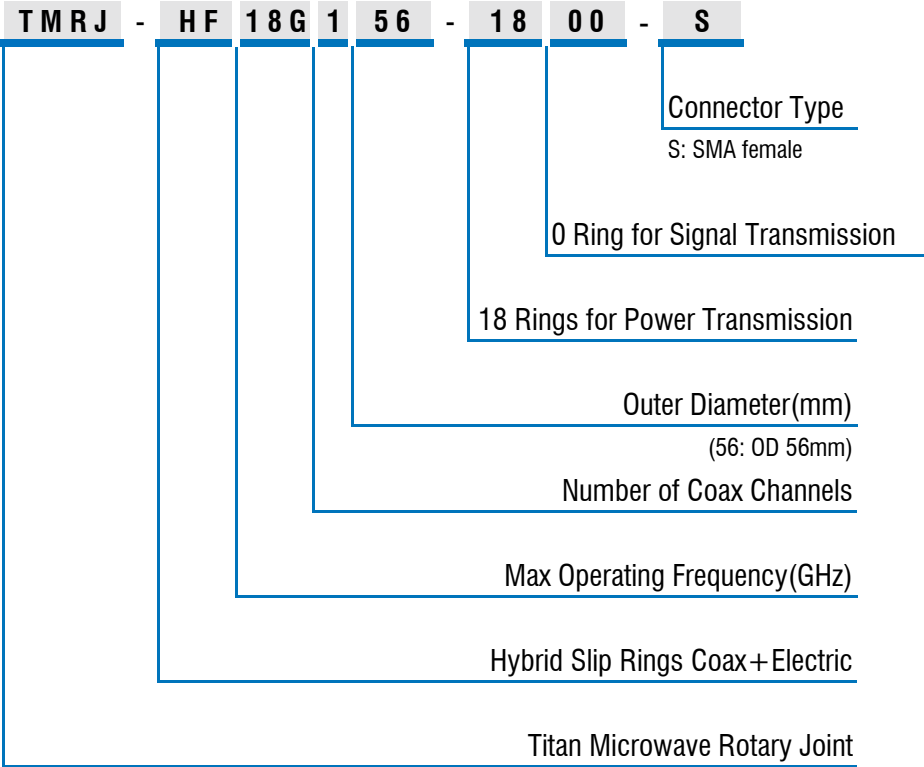 TMRJ - HF 18G 1 56 - 18 00 - S
Connector Type
S: SMA female
0 Ring for Signal Transmission
18 Rings for Power Transmission
Outer Diameter(mm)
(56: OD 56mm)
Number of Coax Channels
Max Operating Frequency(GHz)
Hybrid Slip Rings Coax+Electric
Titan Microwave Rotary Joint